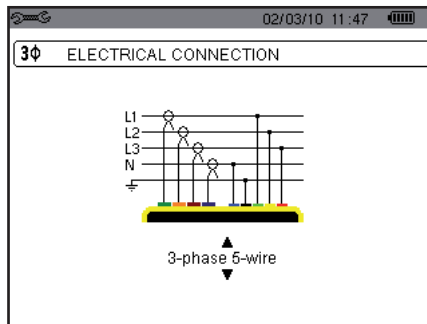 02/03/10 11:47
3Φ ELECTRICAL CONNECTION
L1
L2
L3
N
3-phase 5-wire